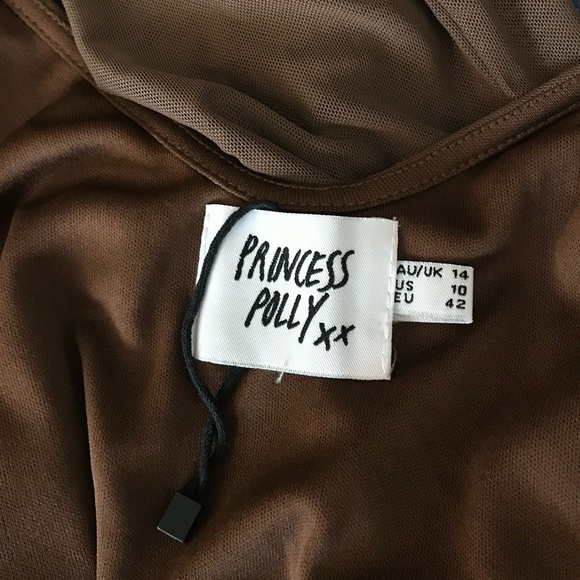 PRINCESS
POLLY xx
AU/UK 14
US 10
EU 42